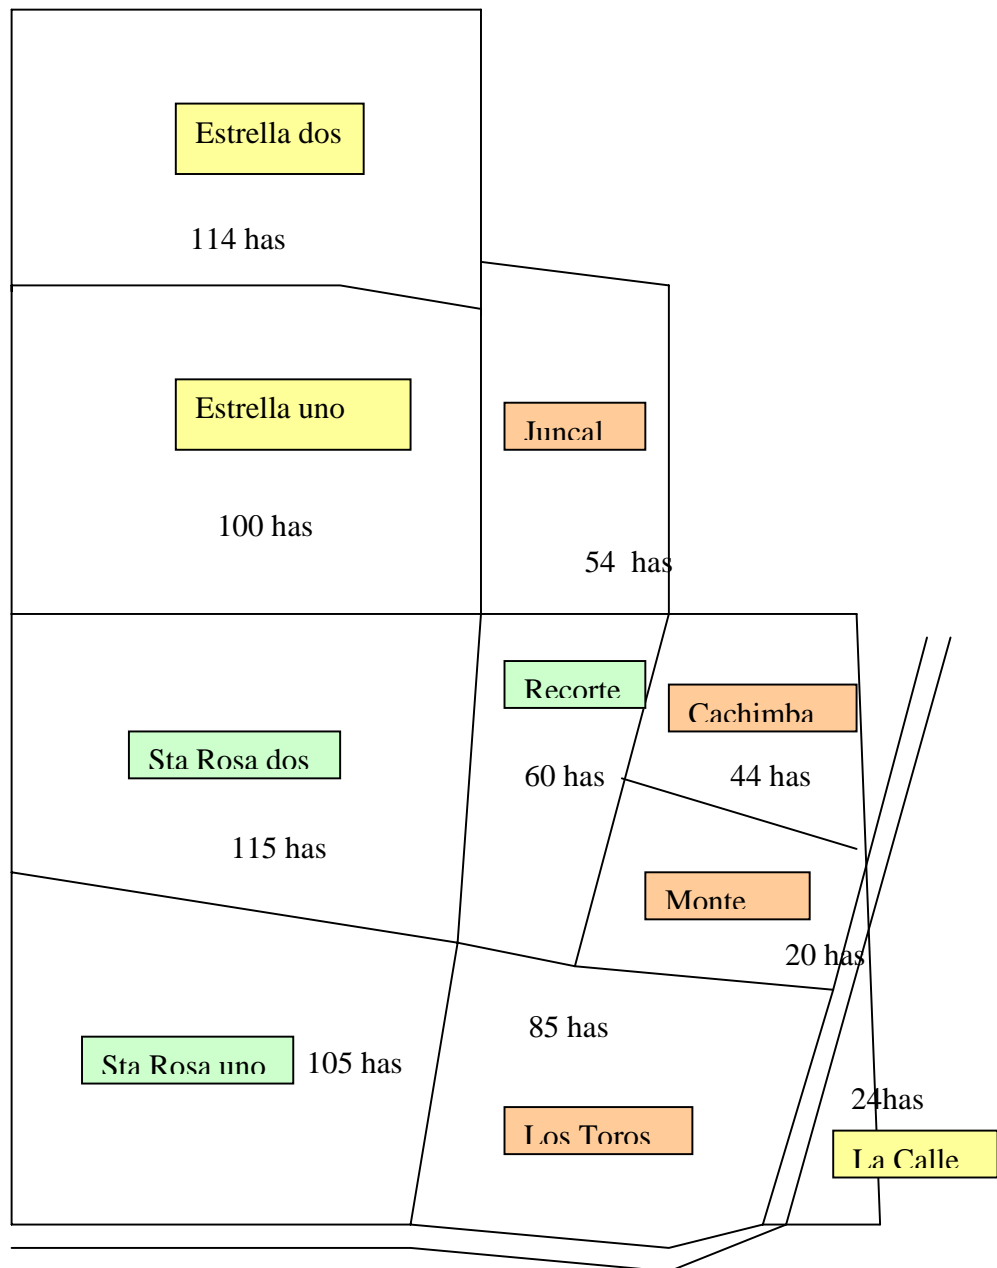 Estrella dos
114 has
Estrella uno
Juncal
100 has
54 has
Recorte
Cachimba
Sta Rosa dos
60 has
44 has
115 has
Monte
20 has
85 has
Sta Rosa uno
105 has
24has
Los Toros
La Calle